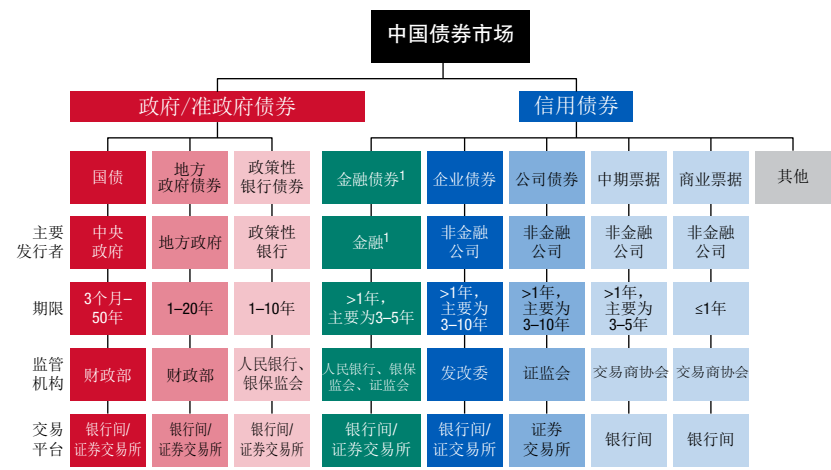 中国债券市场
政府/准政府债券
信用债券
国债
地方
政府债券
政策性
银行债券
金融债券1
企业债券
公司债券
中期票据
商业票据
其他
主要
发行者
中央
政府
地方政府
政策性
银行
金融1
非金融
公司
非金融
公司
非金融
公司
非金融
公司
期限
3个月–
50年
1–20年
1–10年
>1年，
主要为3–5年
>1年，
主要为
3–10年
>1年，
主要为
3–10年
>1年，
主要为
3–5年
≤1年
监管
机构
财政部
财政部
人民银行、
银保监会
人民银行、银保
监会、证监会
发改委
证监会
交易商协会
交易商协会
交易
平台
银行间/
证券交易所
银行间/
证券交易所
银行间/
证券交易所
银行间/
证券交易所
银行间/
证券交易所
证券
交易所
银行间
银行间